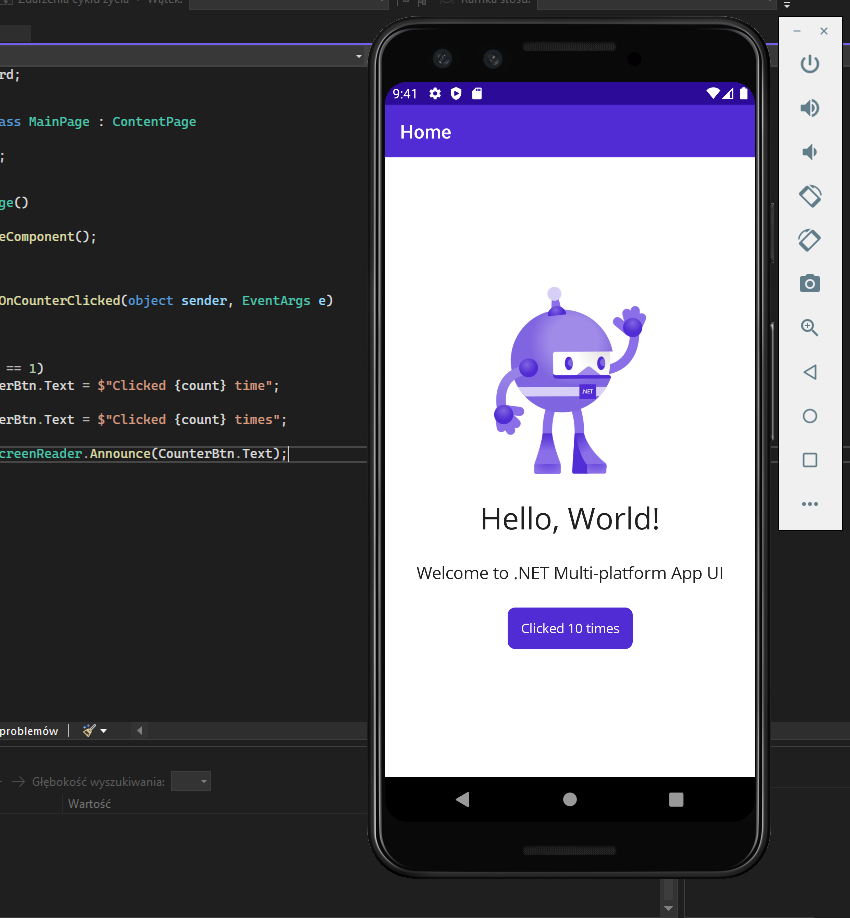 Zdarzenia cyklu życia
Wątek:
Ramka stosu:
rd;
ass MainPage : ContentPage
;
ge()
eComponent();
OnCounterClicked(object sender, EventArgs e)
== 1)
erBtn.Text = $"Clicked {count} time";
erBtn.Text = $"Clicked {count} times";
creenReader.Announce(CounterBtn.Text);
problemów
Głębokość wyszukiwania:
Wartość
9:41
Home
.NET
Hello, World!
Welcome to .NET Multi-platform App UI
Clicked 10 times